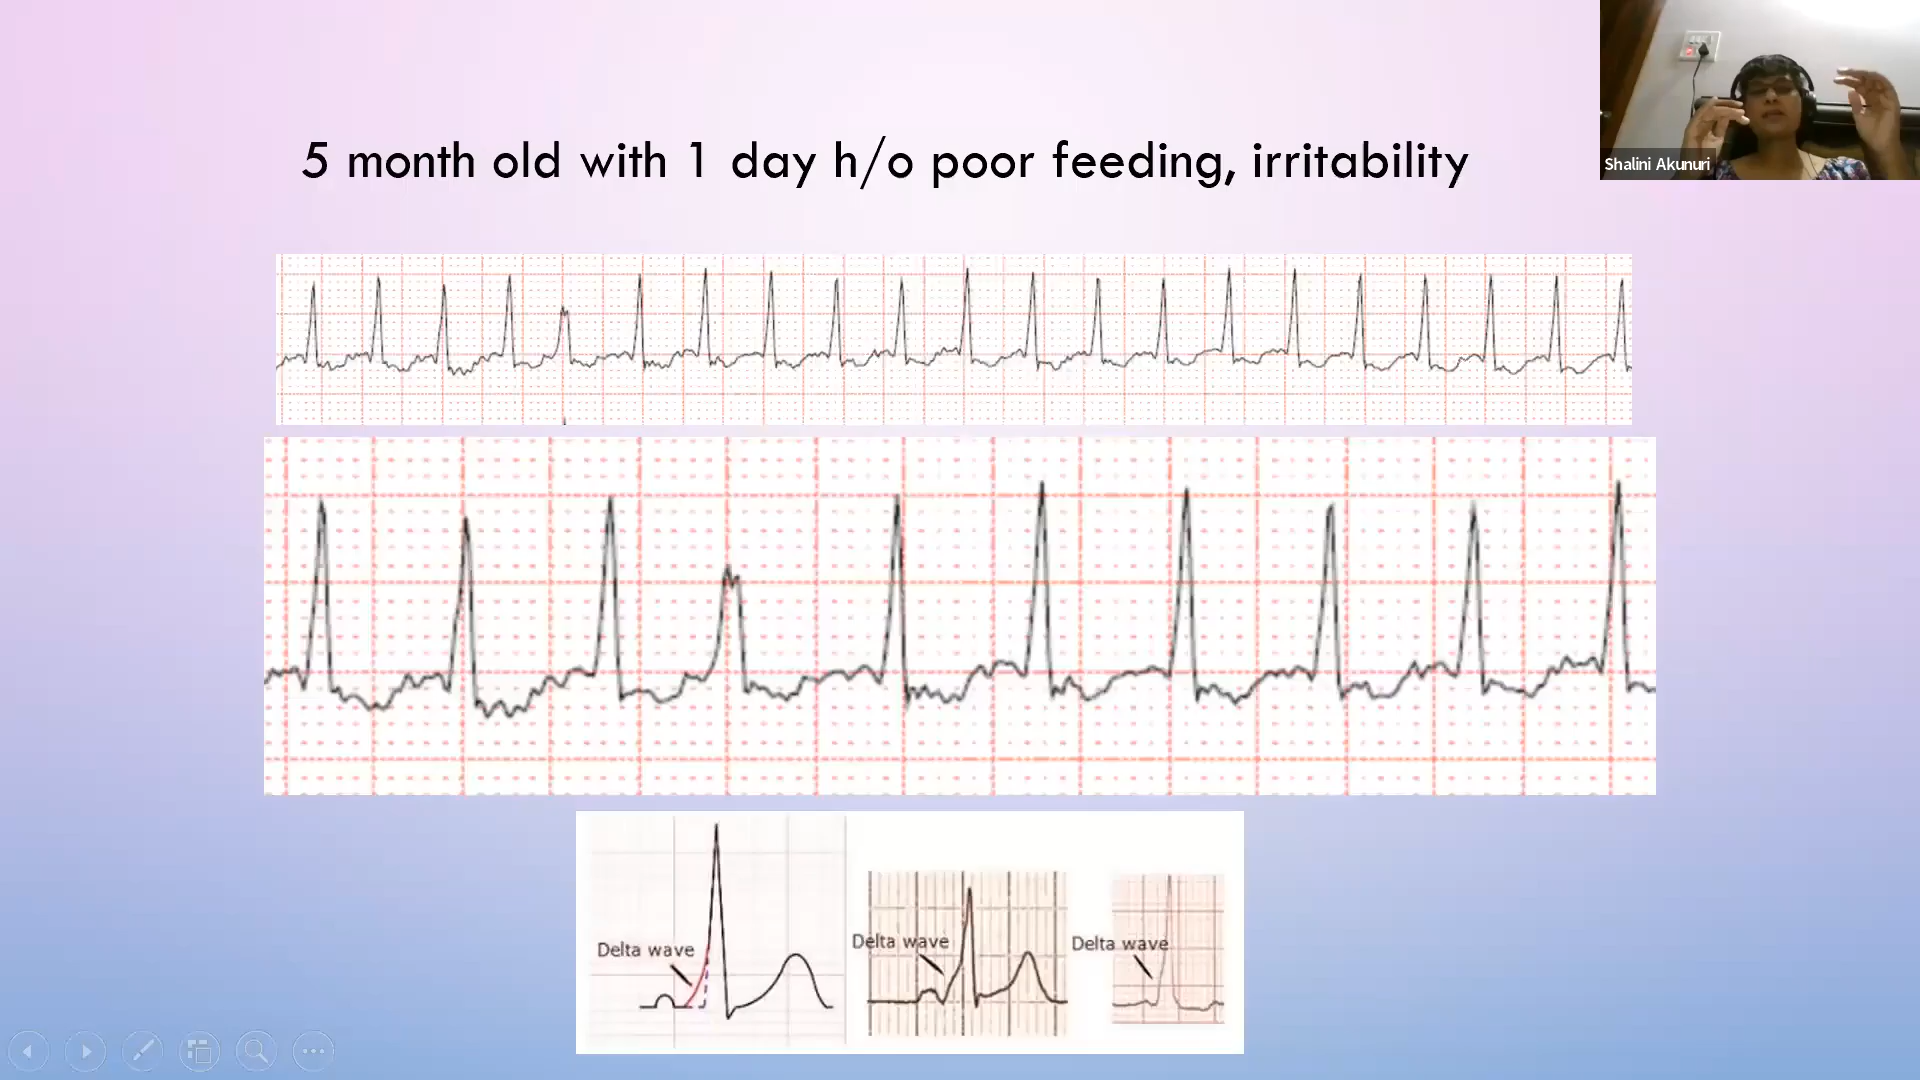 Shalini Akunuri
5 month old with 1 day h/o poor feeding, irritability
Delta wave
Delta wave
Delta wave